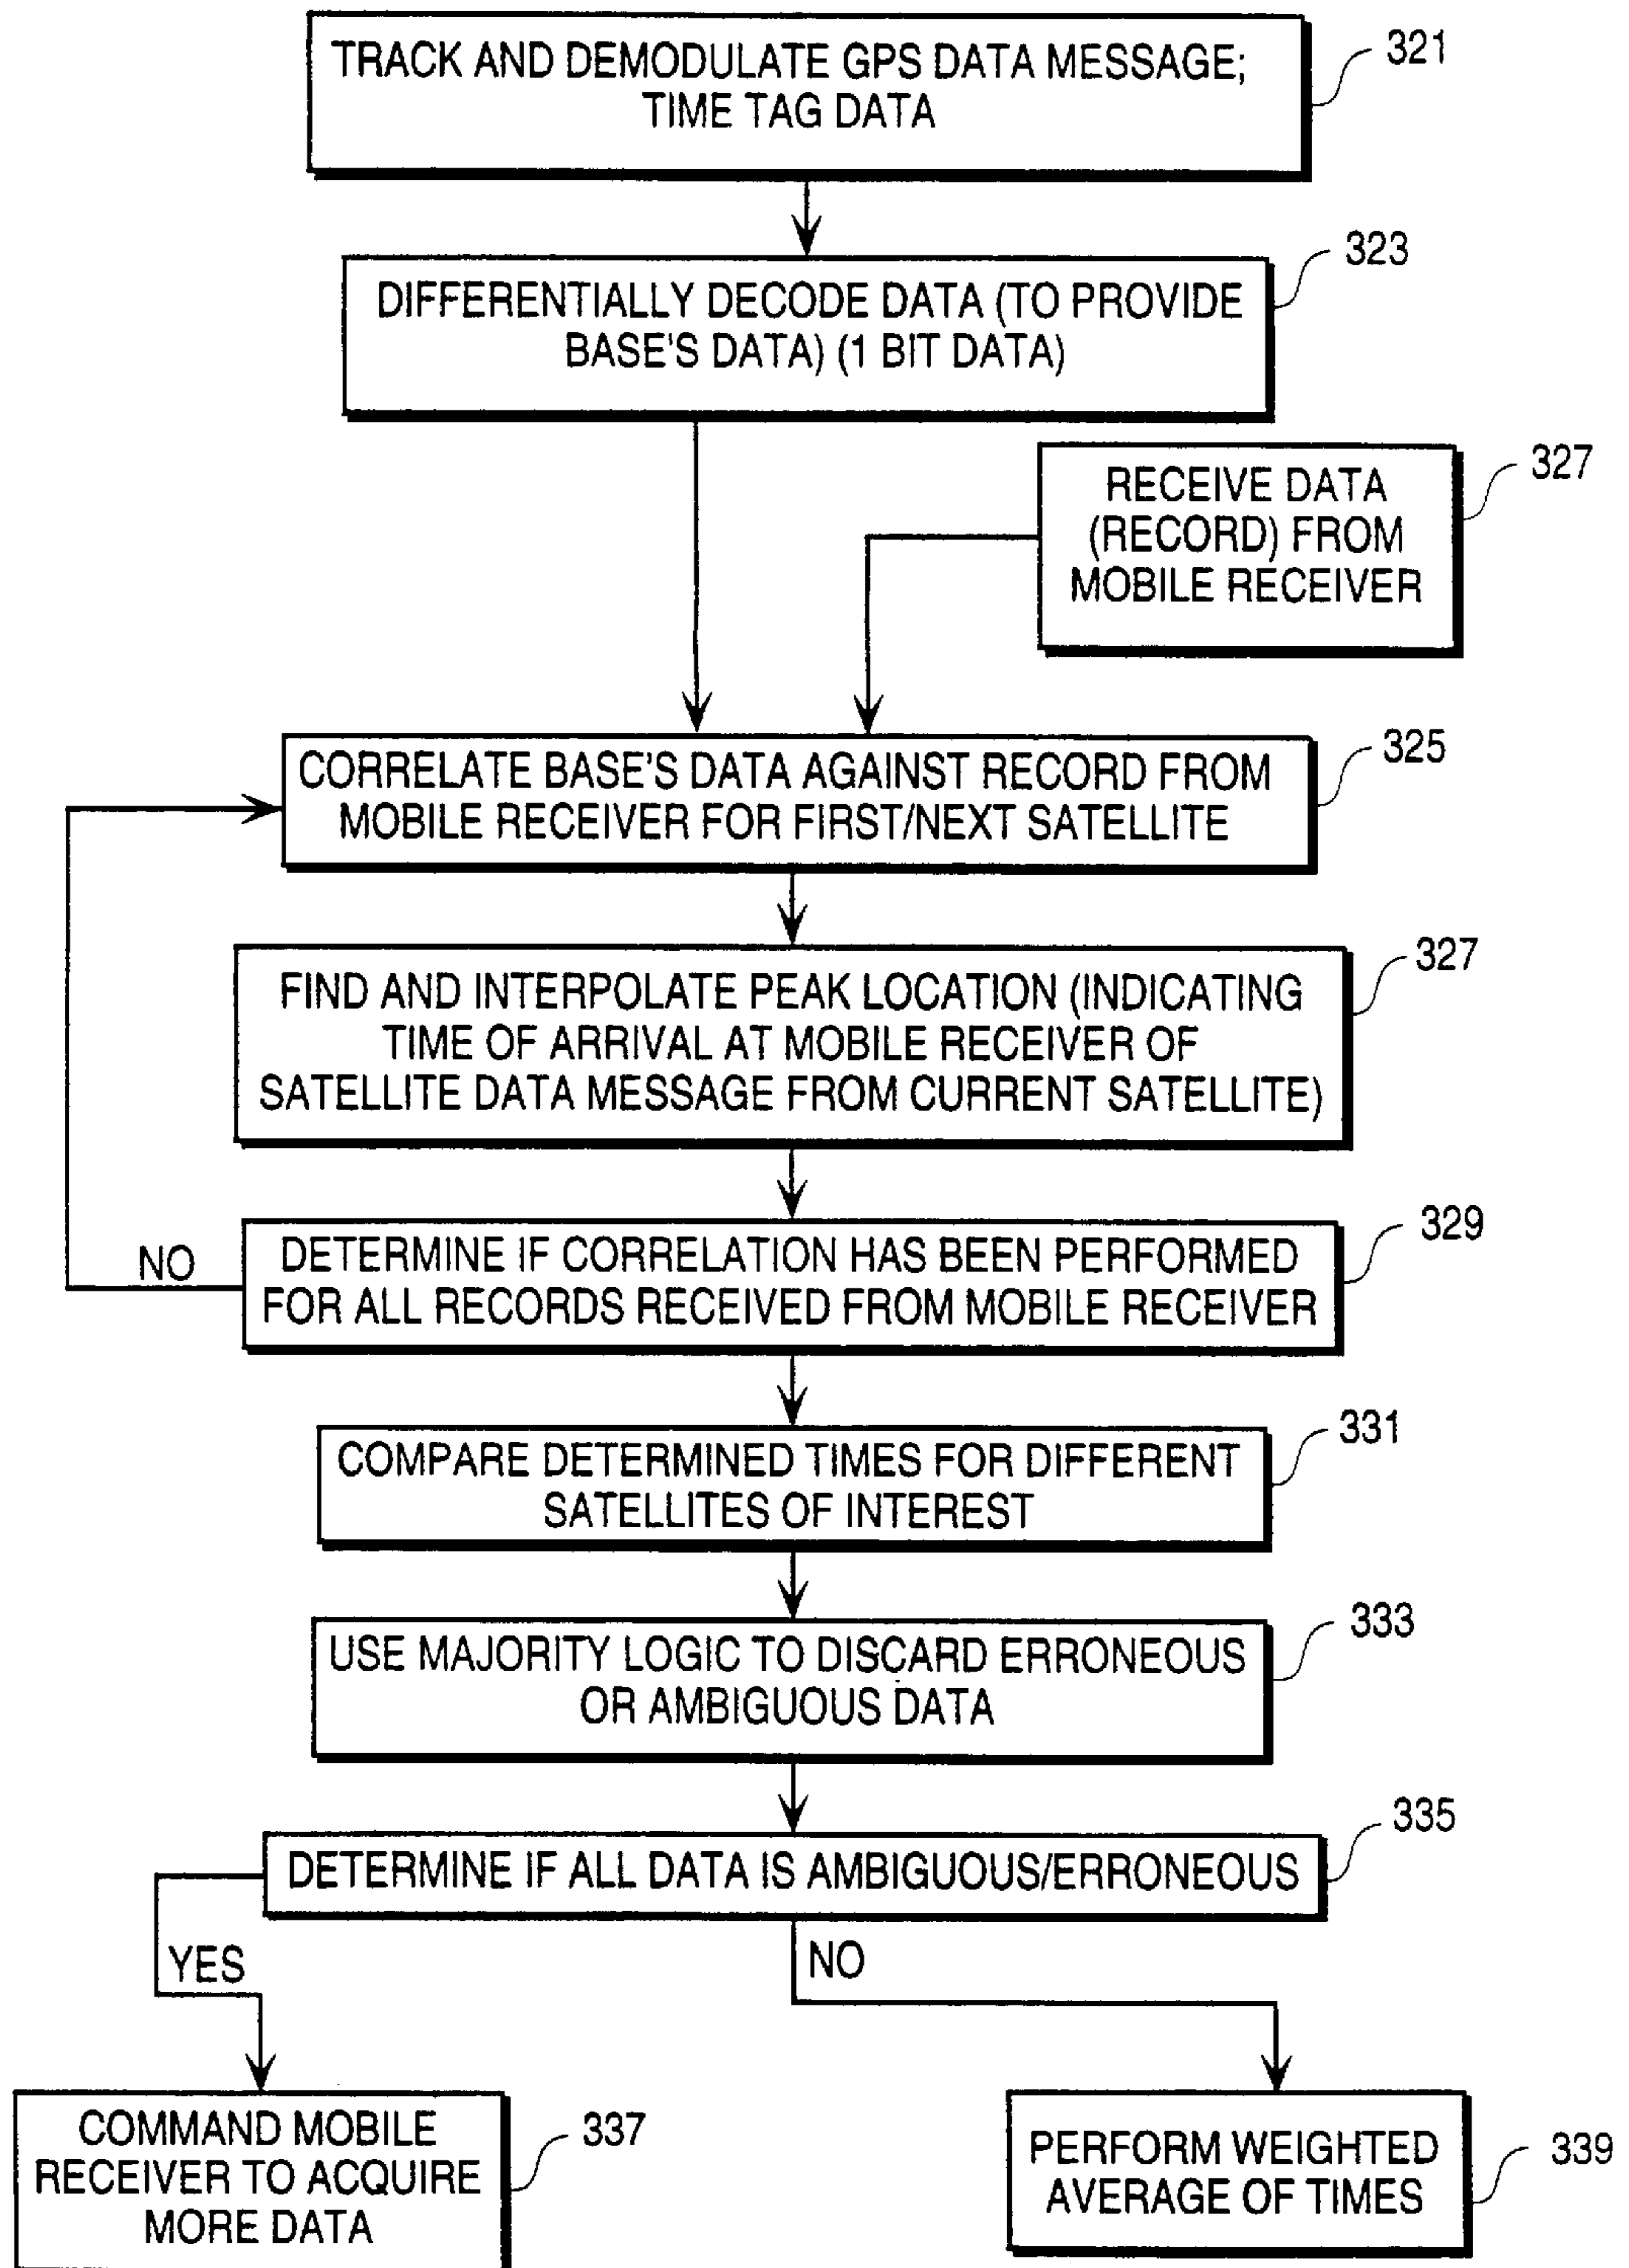 TRACK AND DEMODULATE GPS DATA MESSAGE;
TIME TAG DATA
321
DIFFERENTIALLY DECODE DATA (TO PROVIDE
BASE'S DATA) (1 BIT DATA)
323
RECEIVE DATA
(RECORD) FROM
MOBILE RECEIVER
327
CORRELATE BASE'S DATA AGAINST RECORD FROM
MOBILE RECEIVER FOR FIRST/NEXT SATELLITE
325
FIND AND INTERPOLATE PEAK LOCATION (INDICATING
TIME OF ARRIVAL AT MOBILE RECEIVER OF
SATELLITE DATA MESSAGE FROM CURRENT SATELLITE)
327
NO
DETERMINE IF CORRELATION HAS BEEN PERFORMED
FOR ALL RECORDS RECEIVED FROM MOBILE RECEIVER
329
COMPARE DETERMINED TIMES FOR DIFFERENT
SATELLITES OF INTEREST
331
USE MAJORITY LOGIC TO DISCARD ERRONEOUS
OR AMBIGUOUS DATA
333
DETERMINE IF ALL DATA IS AMBIGUOUS/ERRONEOUS
335
YES
NO
COMMAND MOBILE
RECEIVER TO ACQUIRE
MORE DATA
337
PERFORM WEIGHTED
AVERAGE OF TIMES
339